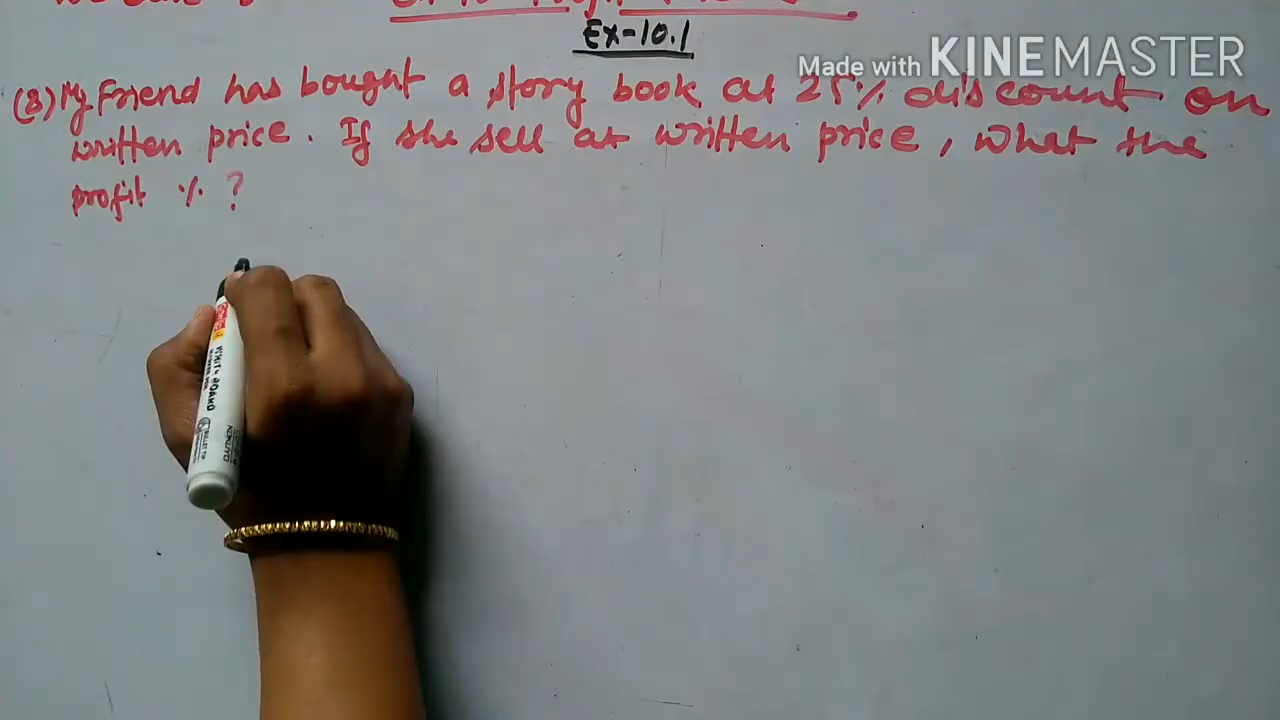 Ex-10.1
Made with KINEMASTER
(8) My friend has bought a story book at 25% discount on
written price. If she sell at written price, what the
profit % ?